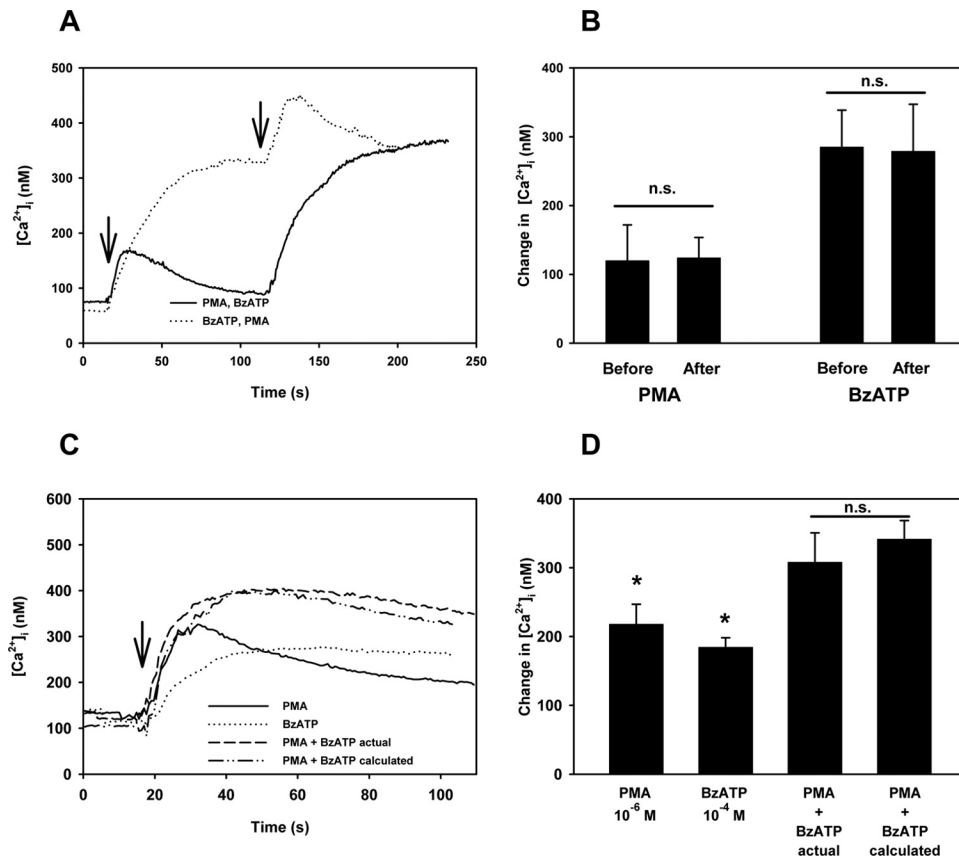 A
500
400
300
200
100
0
[Ca²⁺]ᵢ (nM)
PMA, BzATP
BzATP, PMA
0 50 100 150 200 250
Time (s)
B
400
300
200
100
0
Change in [Ca²⁺]ᵢ (nM)
n.s.
n.s.
Before After Before After
PMA BzATP
C
600
500
400
300
200
100
0
[Ca²⁺]ᵢ (nM)
PMA
BzATP
PMA + BzATP actual
PMA + BzATP calculated
0 20 40 60 80 100
Time (s)
D
400
300
200
100
0
Change in [Ca²⁺]ᵢ (nM)
*
*
n.s.
PMA
10⁻⁶ M
BzATP
10⁻⁴ M
PMA
+
BzATP
actual
PMA
+
BzATP
calculated